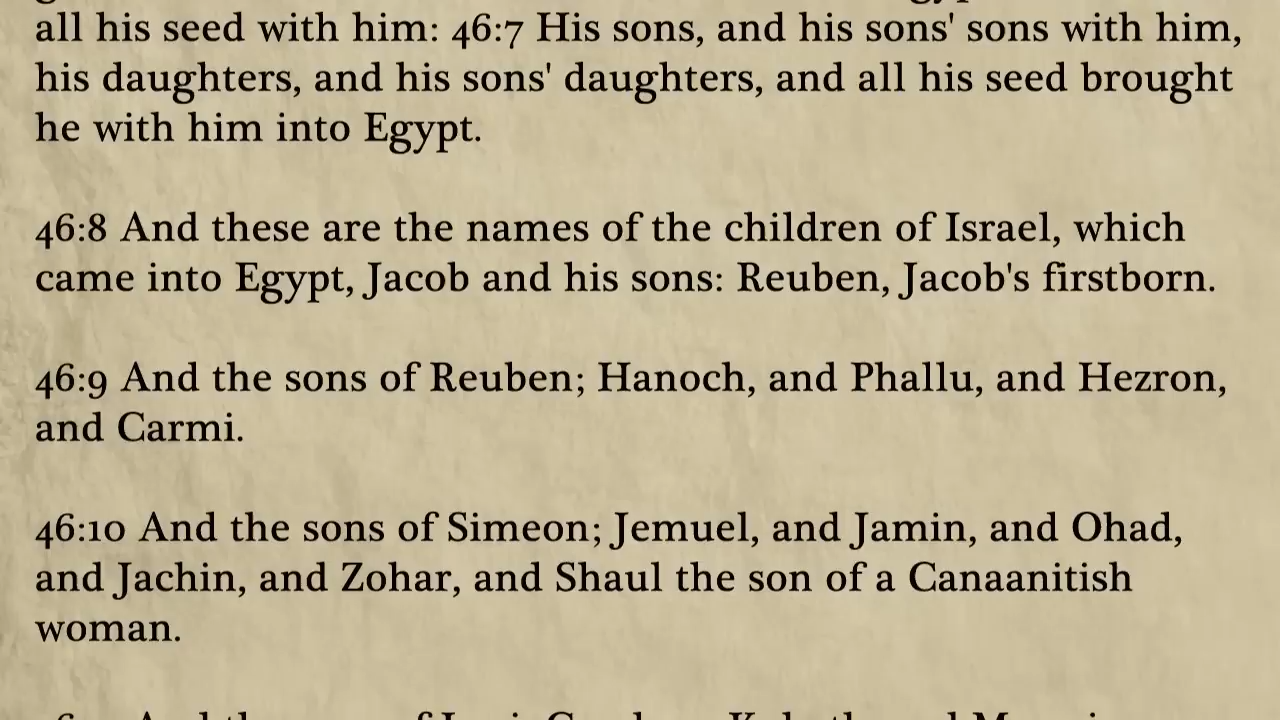 all his seed with him: 46:7 His sons, and his sons' sons with him,
his daughters, and his sons' daughters, and all his seed brought
he with him into Egypt.
46:8 And these are the names of the children of Israel, which
came into Egypt, Jacob and his sons: Reuben, Jacob's firstborn.
46:9 And the sons of Reuben; Hanoch, and Phallu, and Hezron,
and Carmi.
46:10 And the sons of Simeon; Jemuel, and Jamin, and Ohad,
and Jachin, and Zohar, and Shaul the son of a Canaanitish
woman.